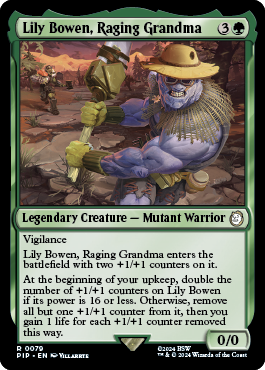 Lily Bowen, Raging Grandma 3
Legendary Creature — Mutant Warrior
Vigilance
Lily Bowen, Raging Grandma enters the
battlefield with two +1/+1 counters on it.
At the beginning of your upkeep, double the
number of +1/+1 counters on Lily Bowen
if its power is 16 or less. Otherwise, remove
all but one +1/+1 counter from it, then you
gain 1 life for each +1/+1 counter removed
this way.
0/0
R 0079
PIP • EN VILLARRTE
©2024 BSW
™ & © 2024 Wizards of the Coast